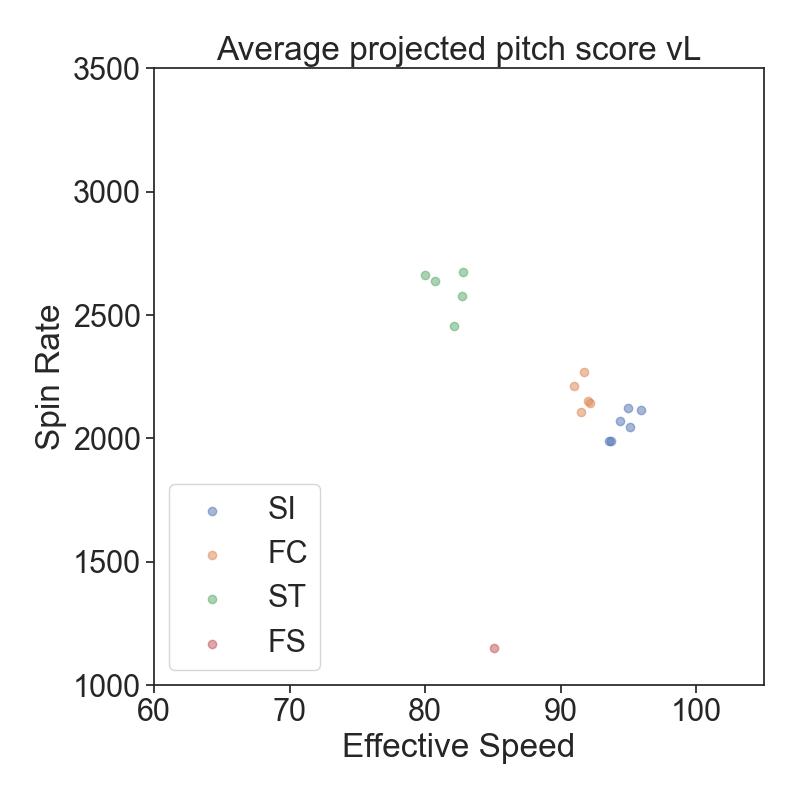 Average projected pitch score vL
3500
3000
2500
2000
1500
1000
Spin Rate
SI
FC
ST
FS
60 70 80 90 100
Effective Speed